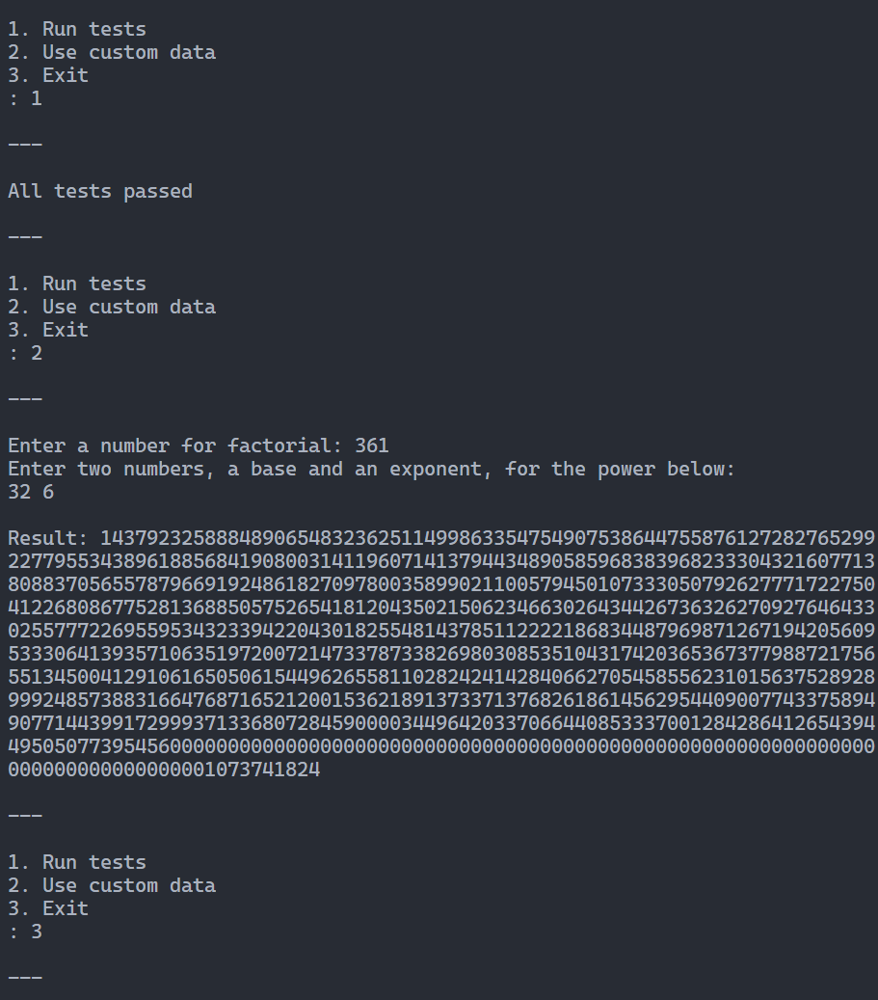 1. Run tests
2. Use custom data
3. Exit
: 1
---
All tests passed
---
1. Run tests
2. Use custom data
3. Exit
: 2
---
Enter a number for factorial: 361
Enter two numbers, a base and an exponent, for the power below:
32 6
Result: 1437923258884890654832362511499863354754907538644755876127282765299
227795534389618856841908003141196071413794434890585968383968233304321607713
808837056557879669192486182709780035899021100579450107333050792627771722750
412268086775281368850575265418120435021506234663026434426736326270927646433
025577722695595343233942204301825548143785112222186834487969871267194205609
533306413935710635197200721473378733826980308535104317420365367377988721756
551345004129106165050615449626558110282424142840662705458556231015637528928
999248573883166476871652120015362189137337137682618614562954409007743375894
907714439917299937133680728459000034496420337066440853337001284286412654394
495050773954560000000000000000000000000000000000000000000000000000000000000
000000000000000001073741824
---
1. Run tests
2. Use custom data
3. Exit
: 3
---